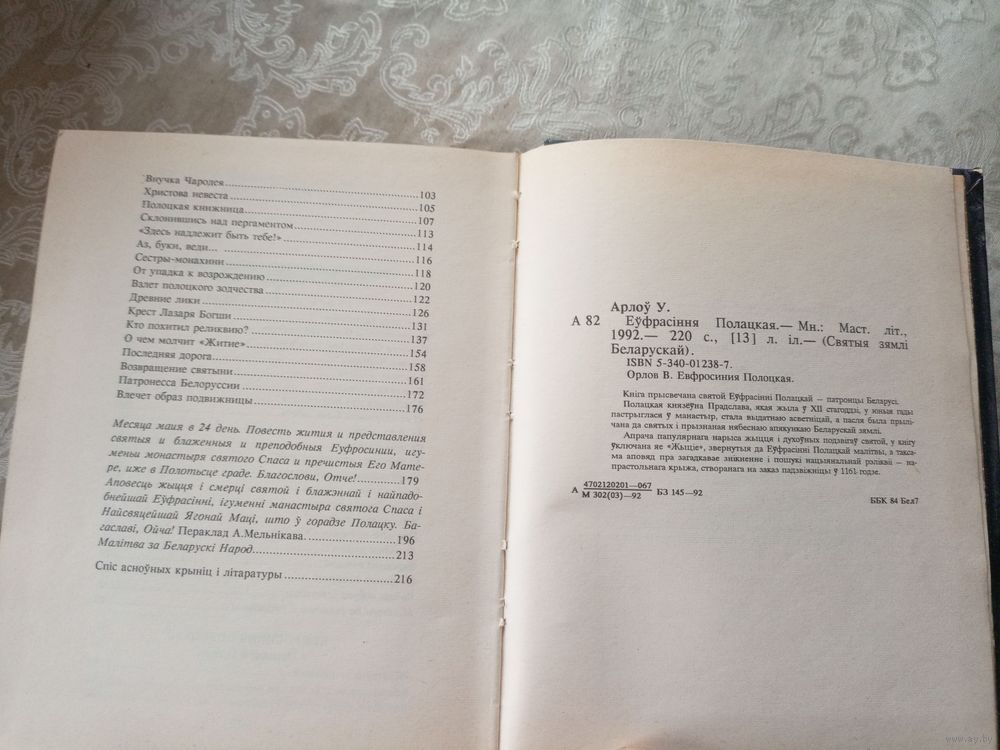 Внучка Чародея 103
Христова невеста 105
Полоцкая книжница 107
Склонившись над пергаментом 113
«Здесь надлежит быть тебе!» 114
Аз, буки, веди... 116
Сестры-монахини 118
От упадка к возрождению 120
Взлет полоцкого зодчества 122
Древние лики 126
Крест Лазаря Богши 131
Кто похитил реликвию? 137
О чем молчит «Житие» 154
Последняя дорога 158
Возвращение святыни 161
Патронесса Белоруссии 172
Влечет образ подвижницы 176
Месяца маия в 24 день. Повесть жития и представления
святыя и блаженныя и преподобныя Еуфросинии, игу-
мены монастыря святого Спаса и пречистыя Его Мате-
ре, иже в Полотьсце граде. Благослови, Отче! 179
Аповесць жыцця і смерці святой і блажэннай і найпадо-
бнейшай Еўфрасінні, ігуменні манастыра святога Спаса і
Найсвяцейшай Ягонай Маці, што ў горадзе Полацку. Ба-
гаславі, Ойча! Пераклад А.Мельнікава. 196
Малітва за Беларускі Народ 213
Спіс асноўных крыніц і літаратуры 216
Арлоў У.
А 82 Еўфрасіння Полацкая.— Мн.: Маст. літ.,
1992.— 220 с., [13] л. іл.— (Святыя зямлі
Беларускай).
ISBN 5-340-01238-7.
Орлов В. Евфросиния Полоцкая.
Кніга прысвечана святой Еўфрасінні Полацкай — патронцы Беларусі.
Полацкая князёўна Прадслава, якая жыла ў XII стагоддзі, у юныя гады
пастрыглася ў манастыр, стала выдатнаю асветніцай, а пасля была прылі-
чана да святых і прызнаная нябеснаю апякункаю Беларускай зямлі.
Апрача папулярнага нарыса жыцця і духоўных подзвігаў святой, у кнігу
ўключана яе «Жыціе», звернутыя да Еўфрасінні Полацкай малітвы, а такса-
ма аповяд пра загадкавае знікненне і пошукі нацыянальнай рэліквіі — на-
прастольнага крыжа, створанага на заказ падзвіжніцы ў 1161 годзе.
А 4702120201—067
М 302(03)—92 БЗ 145—92
ББК 84 Бел7
www.ay.by